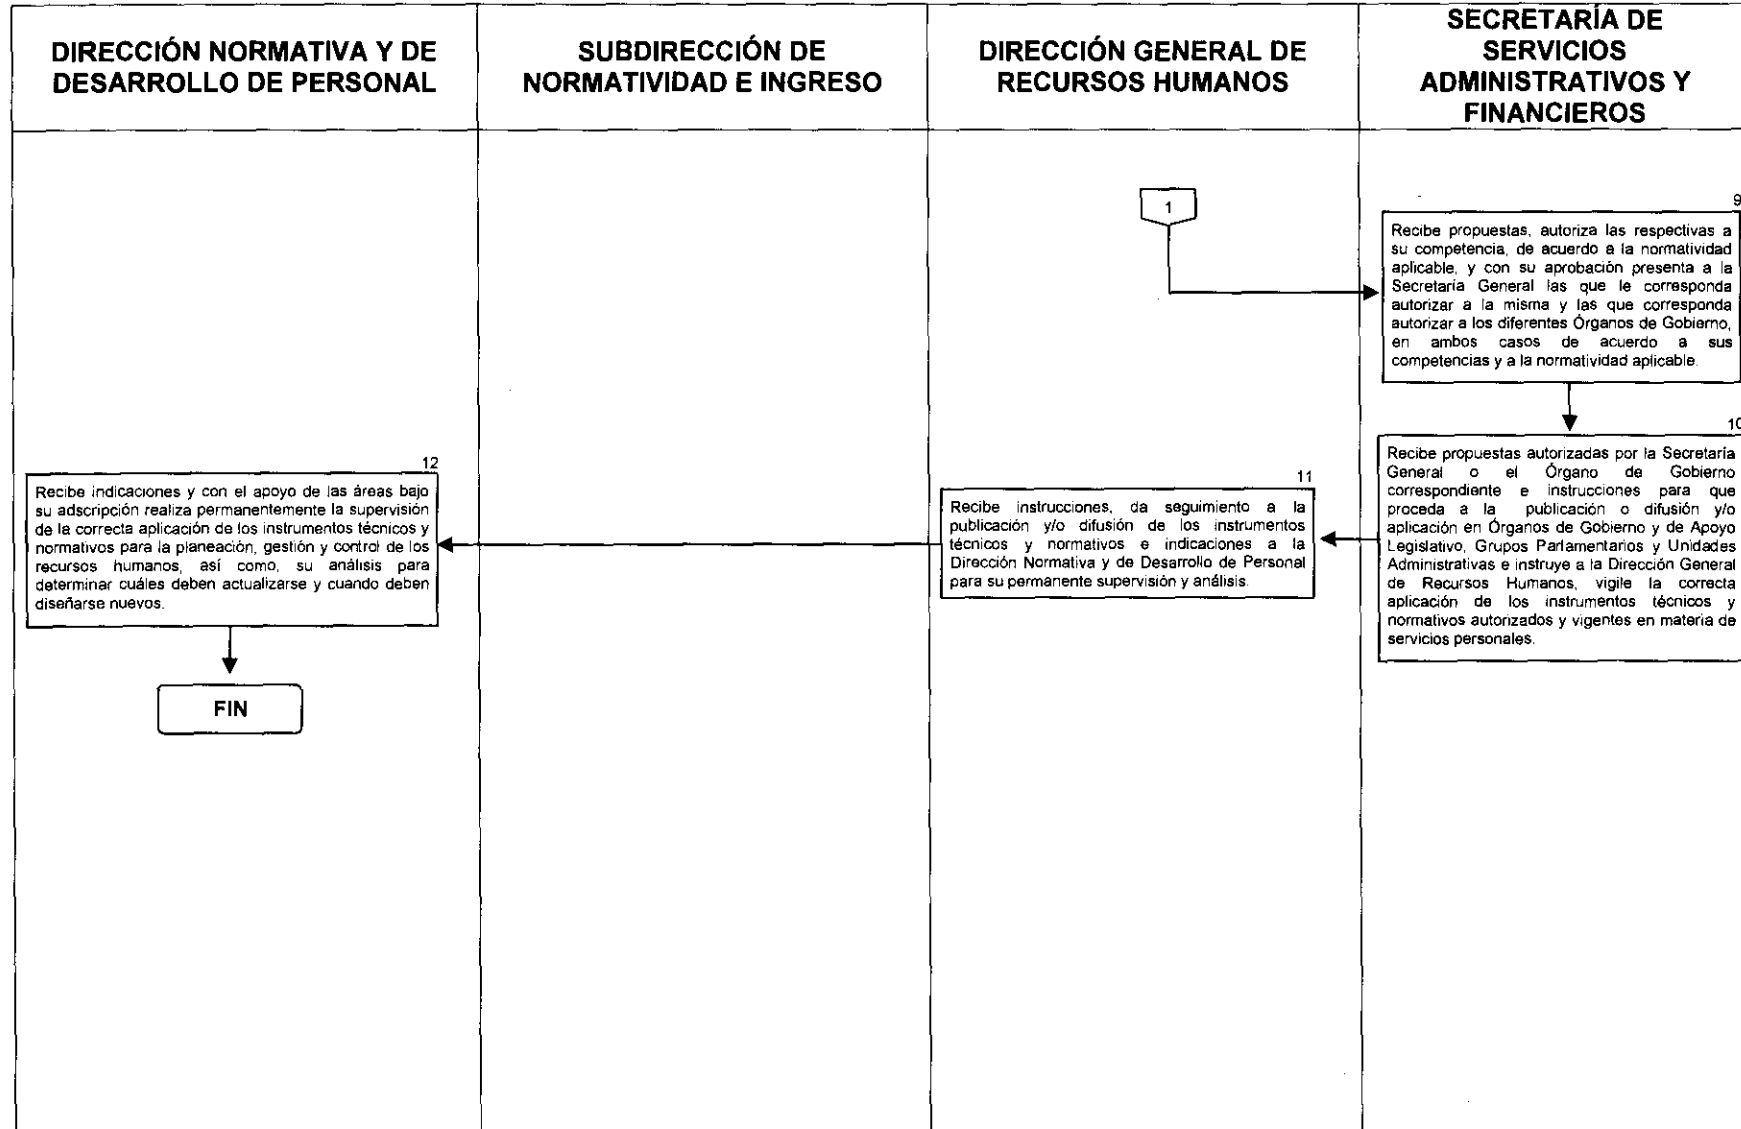 DIRECCIÓN NORMATIVA Y DE
DESARROLLO DE PERSONAL
SUBDIRECCIÓN DE
NORMATIVIDAD E INGRESO
DIRECCIÓN GENERAL DE
RECURSOS HUMANOS
SECRETARÍA DE
SERVICIOS
ADMINISTRATIVOS Y
FINANCIEROS
1
9
Recibe propuestas, autoriza las respectivas a
su competencia, de acuerdo a la normatividad
aplicable, y con su aprobación presenta a la
Secretaría General las que le corresponda
autorizar a la misma y las que corresponda
autorizar a los diferentes Órganos de Gobierno,
en ambos casos de acuerdo a sus
competencias y a la normatividad aplicable.
10
Recibe propuestas autorizadas por la Secretaría
General o el Órgano de Gobierno
correspondiente e instrucciones para que
proceda a la publicación o difusión y/o
aplicación en Órganos de Gobierno y de Apoyo
Legislativo, Grupos Parlamentarios y Unidades
Administrativas e instruye a la Dirección General
de Recursos Humanos, vigile la correcta
aplicación de los instrumentos técnicos y
normativos autorizados y vigentes en materia de
servicios personales.
11
Recibe instrucciones, da seguimiento a la
publicación y/o difusión de los instrumentos
técnicos y normativos e indicaciones a la
Dirección Normativa y de Desarrollo de Personal
para su permanente supervisión y análisis.
12
Recibe indicaciones y con el apoyo de las áreas bajo
su adscripción realiza permanentemente la supervisión
de la correcta aplicación de los instrumentos técnicos y
normativos para la planeación, gestión y control de los
recursos humanos, así como, su análisis para
determinar cuáles deben actualizarse y cuando deben
diseñarse nuevos.
FIN